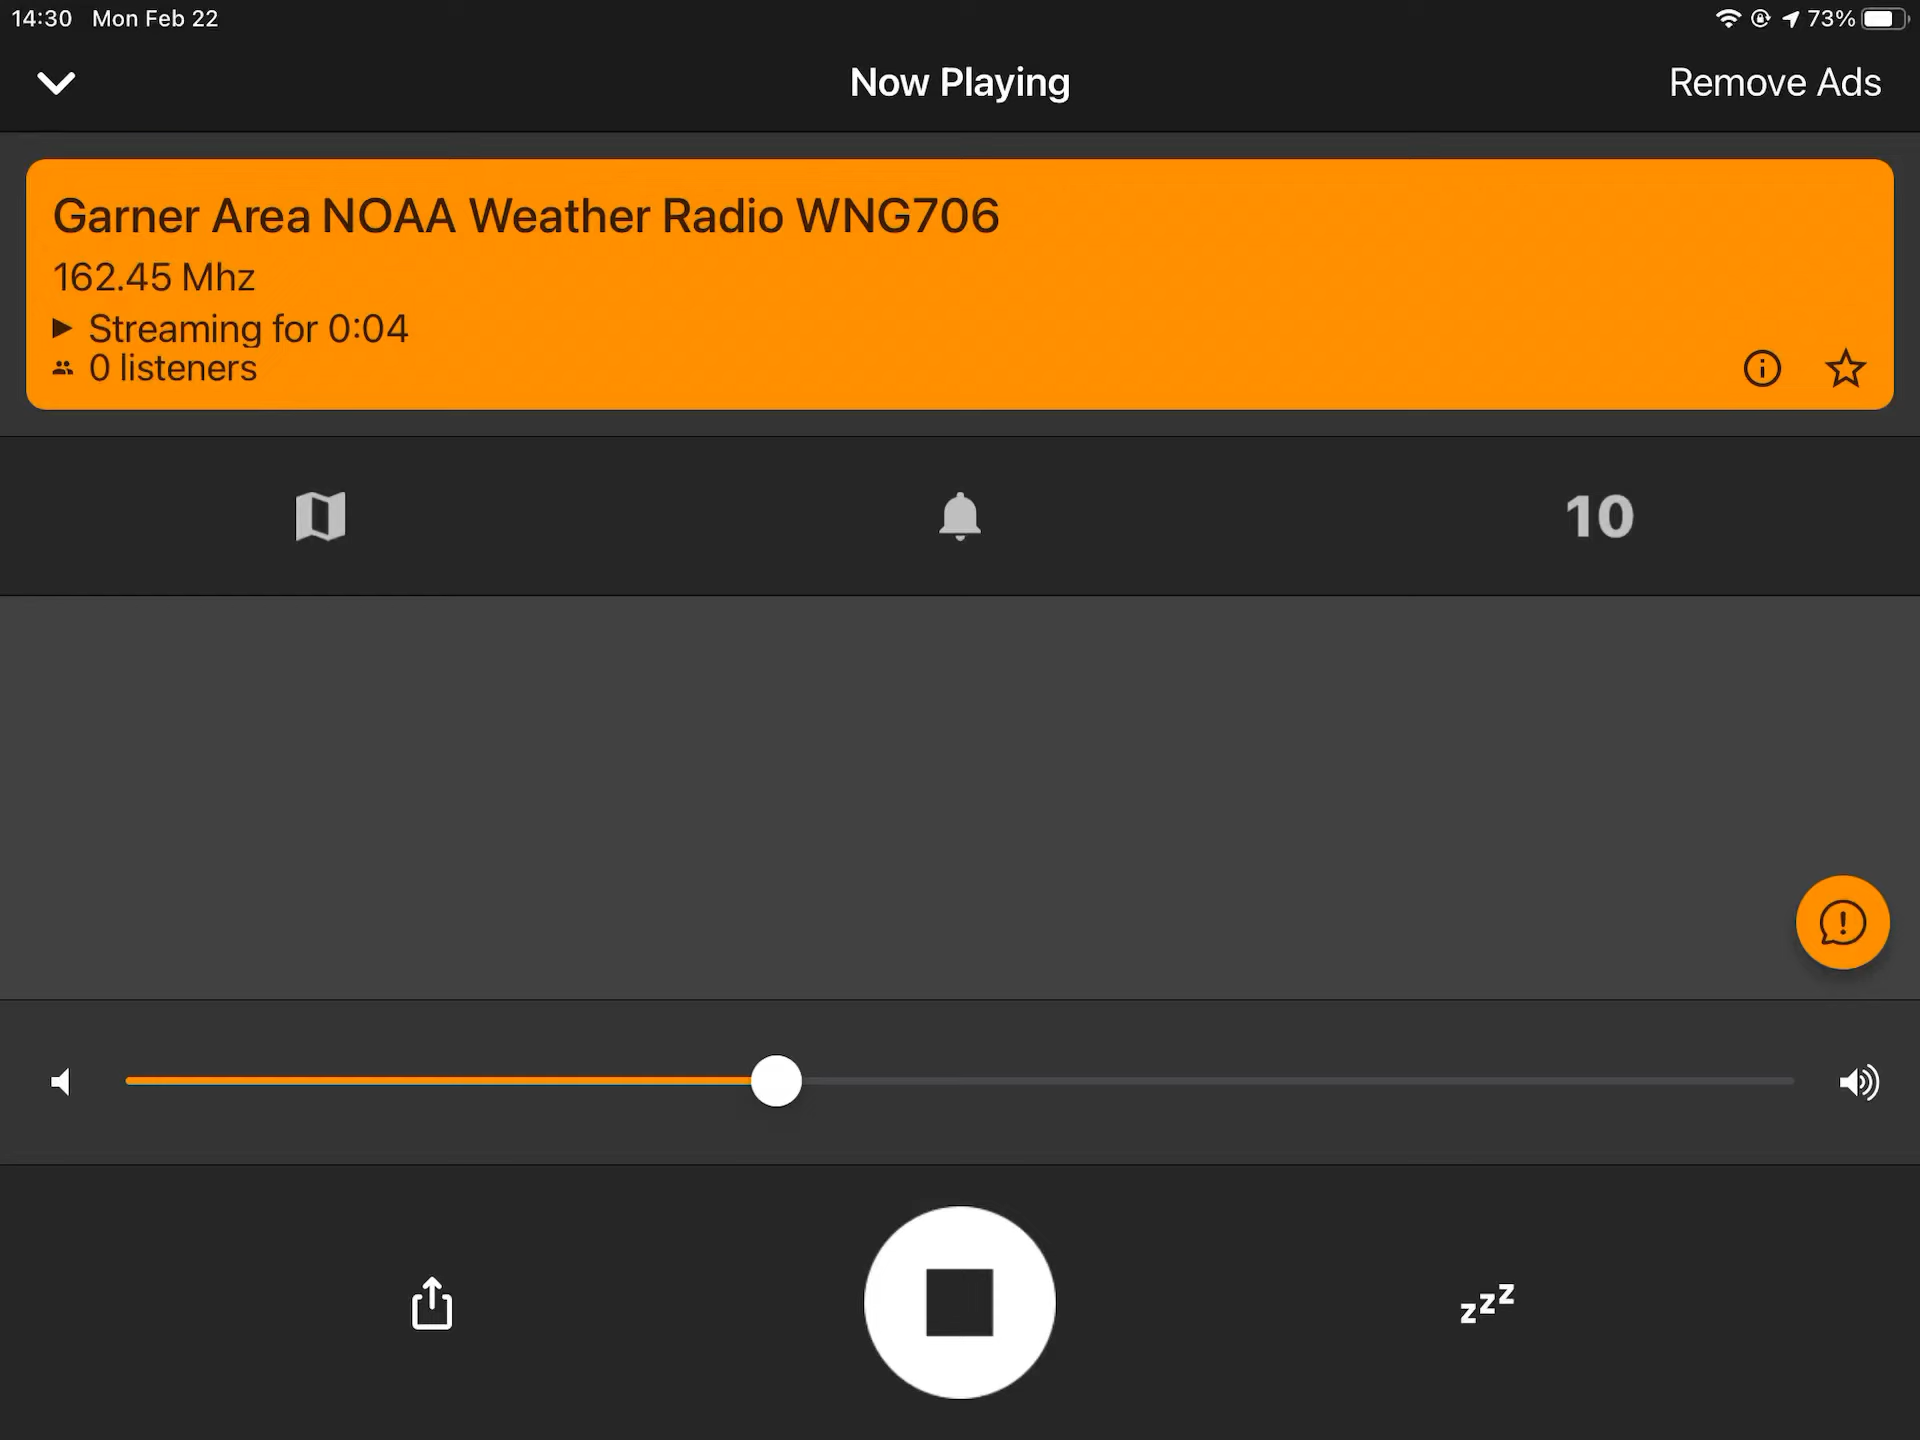 14:30 Mon Feb 22
73%
Now Playing
Remove Ads
Garner Area NOAA Weather Radio WNG706
162.45 Mhz
Streaming for 0:04
0 listeners
10
zzz